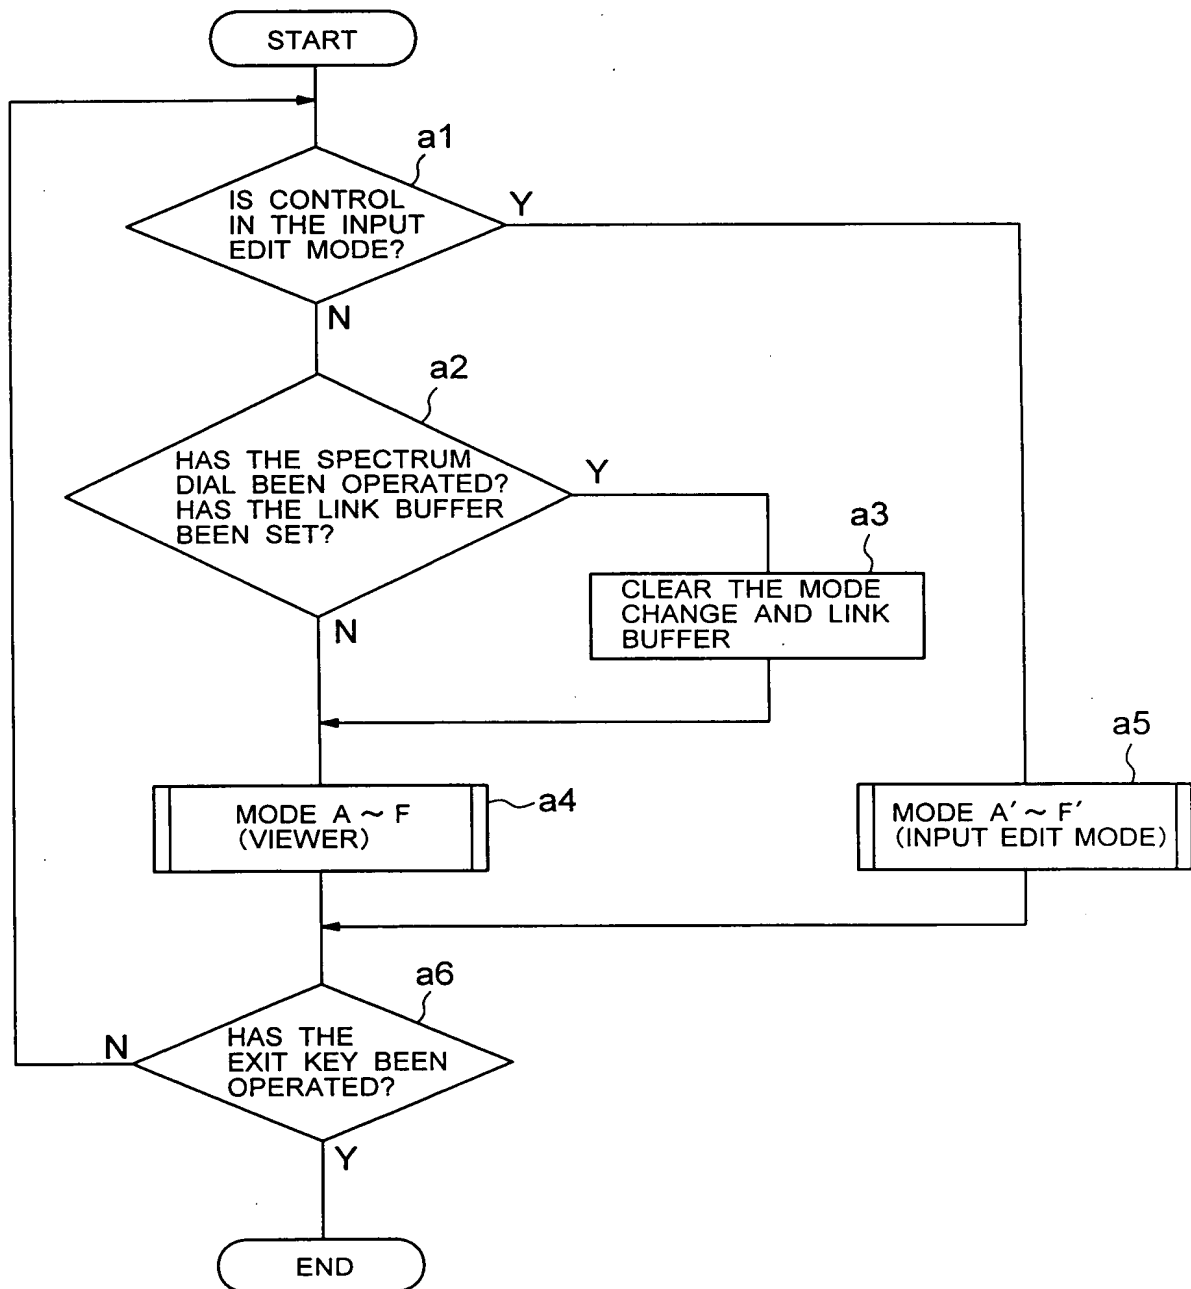 START
a1
IS CONTROL
IN THE INPUT
EDIT MODE?
Y
N
a2
HAS THE SPECTRUM
DIAL BEEN OPERATED?
HAS THE LINK BUFFER
BEEN SET?
Y
N
a3
CLEAR THE MODE
CHANGE AND LINK
BUFFER
MODE A ~ F
(VIEWER)
a4
a5
MODE A′ ~ F′
(INPUT EDIT MODE)
a6
HAS THE
EXIT KEY BEEN
OPERATED?
N
Y
END